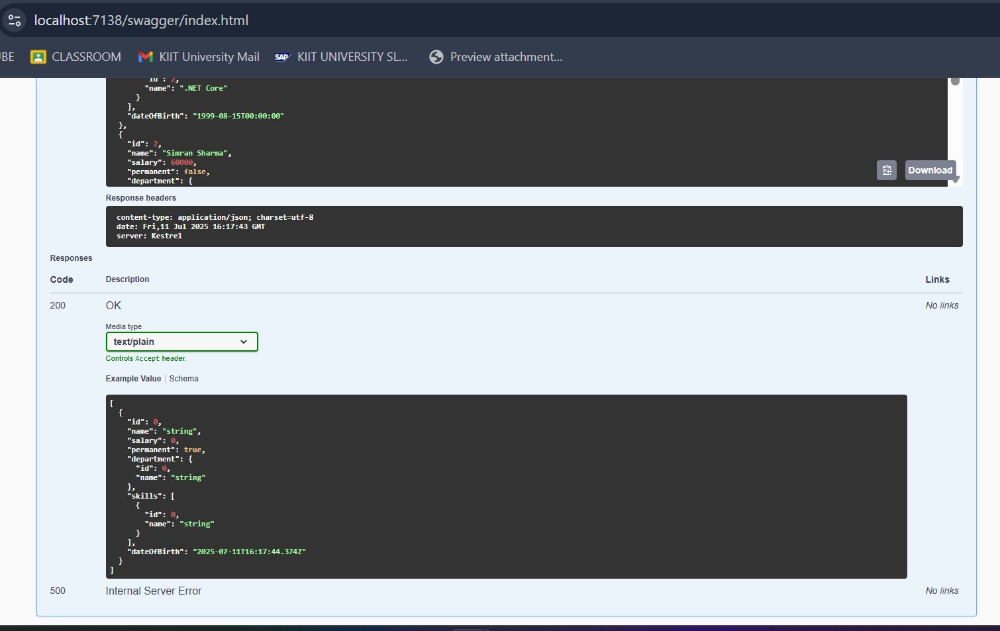 localhost:7138/swagger/index.html
BE CLASSROOM KIIT University Mail SAP KIIT UNIVERSITY SL... Preview attachment...
"id": 2,
"name": ".NET Core"
}
],
"dateOfBirth": "1999-08-15T00:00:00"
},
{
"id": 2,
"name": "Simran Sharma",
"salary": 60000,
"permanent": false,
"department": {
Download
Response headers
content-type: application/json; charset=utf-8
date: Fri,11 Jul 2025 16:17:43 GMT
server: Kestrel
Responses
Code Description Links
200 OK No links
Media type
text/plain
Controls Accept header.
Example Value Schema
[
{
"id": 0,
"name": "string",
"salary": 0,
"permanent": true,
"department": {
"id": 0,
"name": "string"
},
"skills": [
{
"id": 0,
"name": "string"
}
],
"dateOfBirth": "2025-07-11T16:17:44.374Z"
}
]
500 Internal Server Error No links